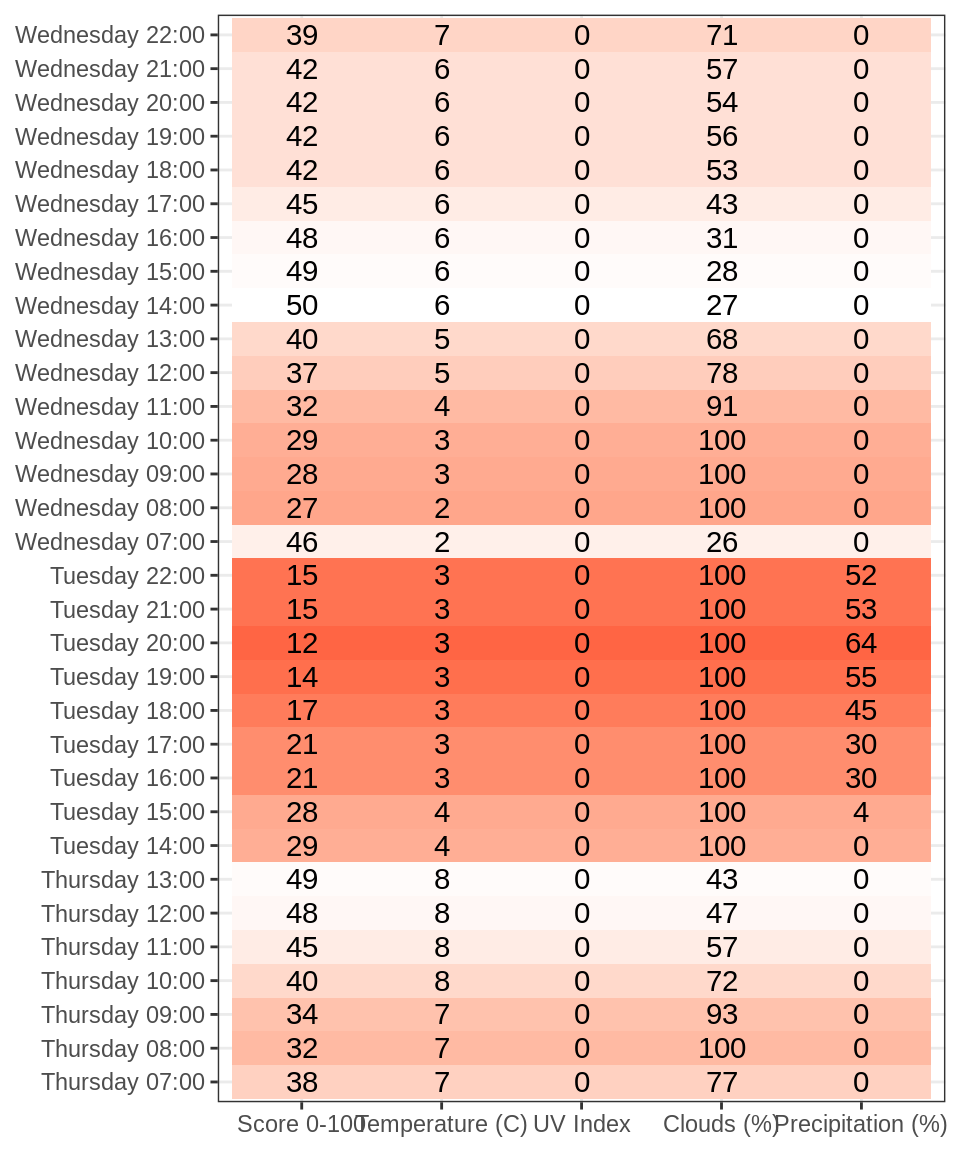 Wednesday 22:00 39 7 0 71 0
Wednesday 21:00 42 6 0 57 0
Wednesday 20:00 42 6 0 54 0
Wednesday 19:00 42 6 0 56 0
Wednesday 18:00 42 6 0 53 0
Wednesday 17:00 45 6 0 43 0
Wednesday 16:00 48 6 0 31 0
Wednesday 15:00 49 6 0 28 0
Wednesday 14:00 50 6 0 27 0
Wednesday 13:00 40 5 0 68 0
Wednesday 12:00 37 5 0 78 0
Wednesday 11:00 32 4 0 91 0
Wednesday 10:00 29 3 0 100 0
Wednesday 09:00 28 3 0 100 0
Wednesday 08:00 27 2 0 100 0
Wednesday 07:00 46 2 0 26 0
Tuesday 22:00 15 3 0 100 52
Tuesday 21:00 15 3 0 100 53
Tuesday 20:00 12 3 0 100 64
Tuesday 19:00 14 3 0 100 55
Tuesday 18:00 17 3 0 100 45
Tuesday 17:00 21 3 0 100 30
Tuesday 16:00 21 3 0 100 30
Tuesday 15:00 28 4 0 100 4
Tuesday 14:00 29 4 0 100 0
Thursday 13:00 49 8 0 43 0
Thursday 12:00 48 8 0 47 0
Thursday 11:00 45 8 0 57 0
Thursday 10:00 40 8 0 72 0
Thursday 09:00 34 7 0 93 0
Thursday 08:00 32 7 0 100 0
Thursday 07:00 38 7 0 77 0
Score 0-100 Temperature (C) UV Index Clouds (%) Precipitation (%)